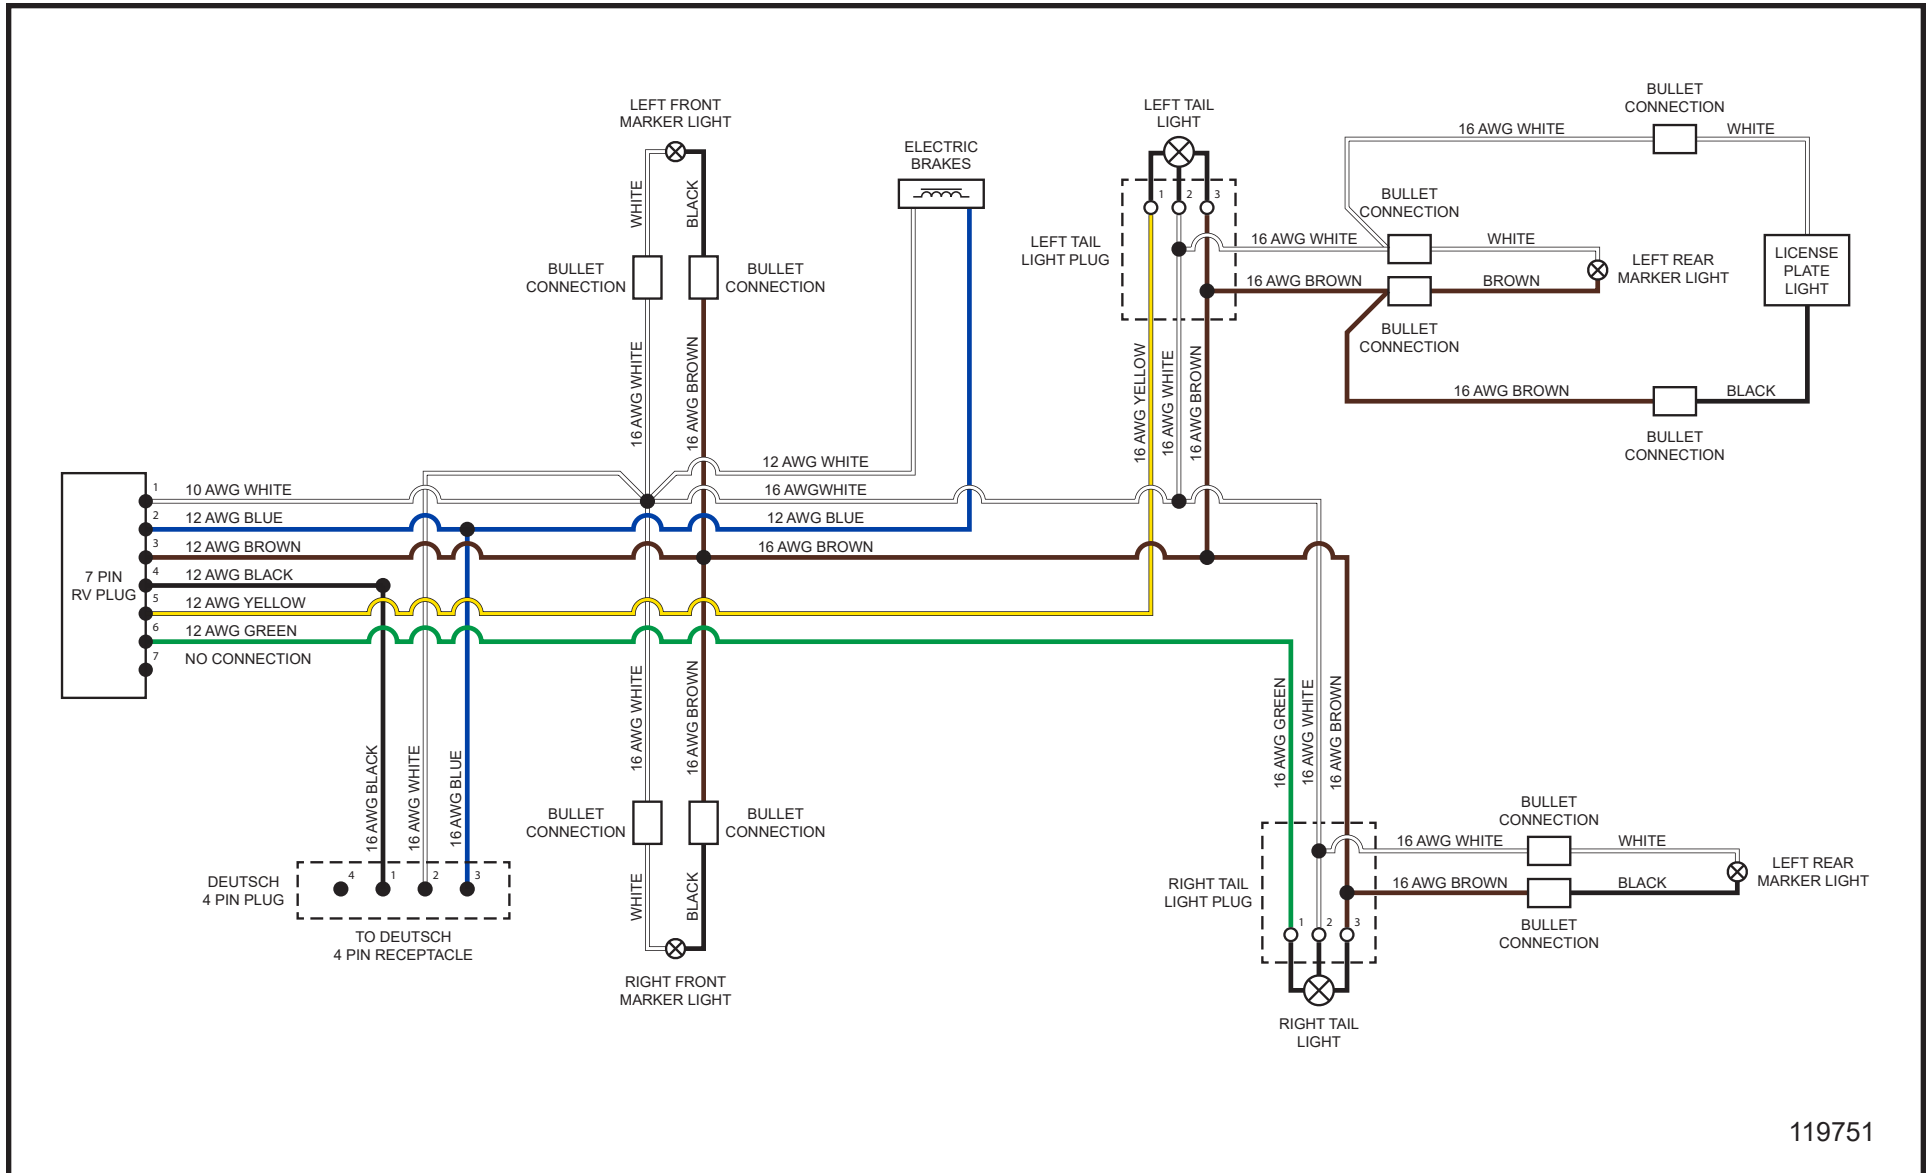 LEFT FRONT
MARKER LIGHT
WHITE
BLACK
BULLET
CONNECTION
BULLET
CONNECTION
16 AWG WHITE
16 AWG BROWN
ELECTRIC
BRAKES
12 AWG WHITE
16 AWGWHITE
12 AWG BLUE
16 AWG BROWN
LEFT TAIL
LIGHT
1
2
3
LEFT TAIL
LIGHT PLUG
16 AWG YELLOW
16 AWG WHITE
16 AWG BROWN
16 AWG WHITE
BULLET
CONNECTION
WHITE
BULLET
CONNECTION
16 AWG WHITE
WHITE
16 AWG BROWN
BROWN
LEFT REAR
MARKER LIGHT
LICENSE
PLATE
LIGHT
BULLET
CONNECTION
16 AWG BROWN
BLACK
BULLET
CONNECTION
7 PIN
RV PLUG
1
10 AWG WHITE
2
12 AWG BLUE
3
12 AWG BROWN
4
12 AWG BLACK
5
12 AWG YELLOW
6
12 AWG GREEN
7
NO CONNECTION
16 AWG BLACK
16 AWG WHITE
16 AWG BLUE
DEUTSCH
4 PIN PLUG
4
1
2
3
TO DEUTSCH
4 PIN RECEPTACLE
16 AWG WHITE
16 AWG BROWN
BULLET
CONNECTION
BULLET
CONNECTION
WHITE
BLACK
RIGHT FRONT
MARKER LIGHT
16 AWG GREEN
16 AWG WHITE
16 AWG BROWN
RIGHT TAIL
LIGHT PLUG
1
2
3
RIGHT TAIL
LIGHT
BULLET
CONNECTION
16 AWG WHITE
WHITE
16 AWG BROWN
BLACK
LEFT REAR
MARKER LIGHT
BULLET
CONNECTION
119751